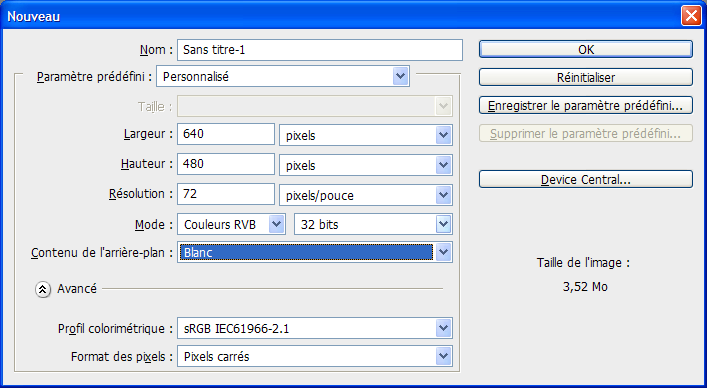 Nouveau
Nom : Sans titre-1
OK
Paramètre prédéfini : Personnalisé
Réinitialiser
Taille :
Enregistrer le paramètre prédéfini...
Largeur : 640 pixels
Supprimer le paramètre prédéfini...
Hauteur : 480 pixels
Résolution : 72 pixels/pouce
Device Central...
Mode : Couleurs RVB 32 bits
Contenu de l'arrière-plan : Blanc
Taille de l'image :
3,52 Mo
Avancé
Profil colorimétrique : sRGB IEC61966-2.1
Format des pixels : Pixels carrés